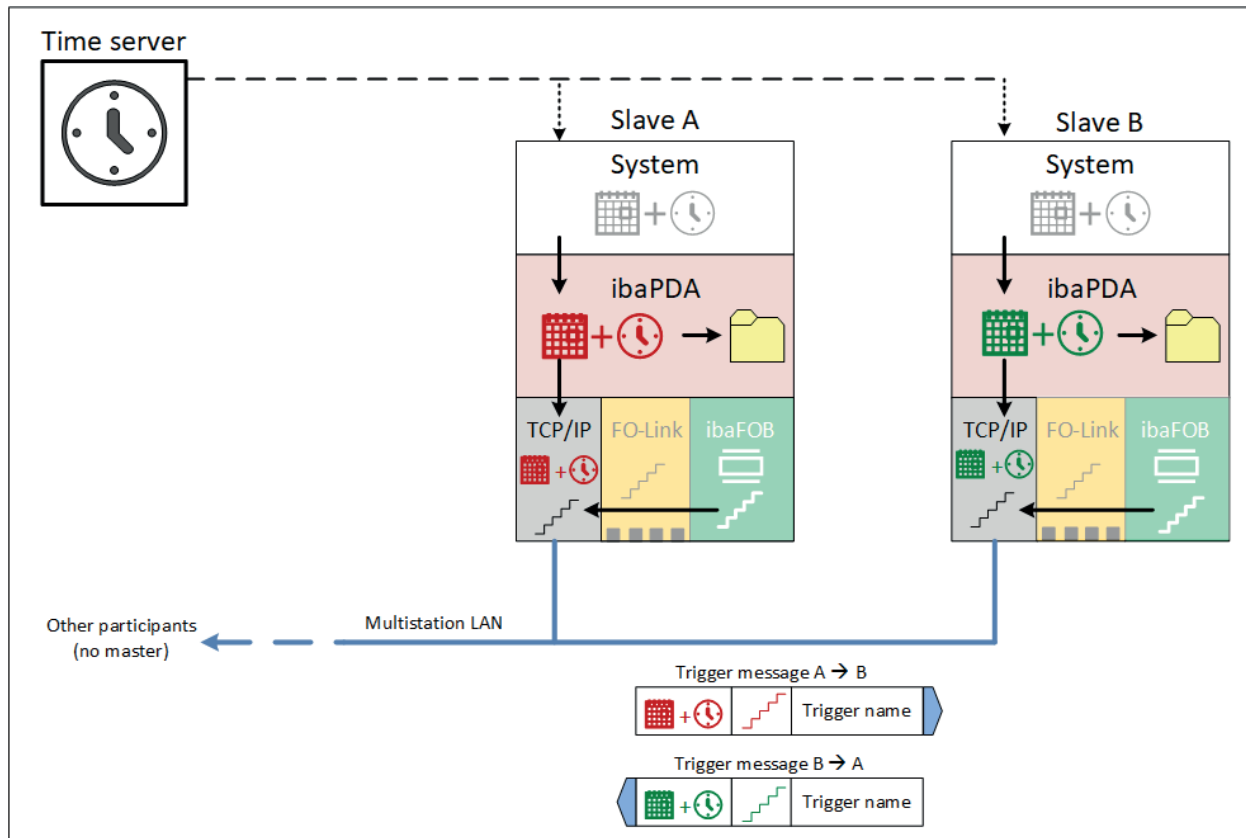 Time server
Slave A
Slave B
System
System
ibaPDA
ibaPDA
TCP/IP
FO-Link
ibaFOB
TCP/IP
FO-Link
ibaFOB
Other participants
(no master)
Multistation LAN
Trigger message A → B
Trigger name
Trigger message B → A
Trigger name